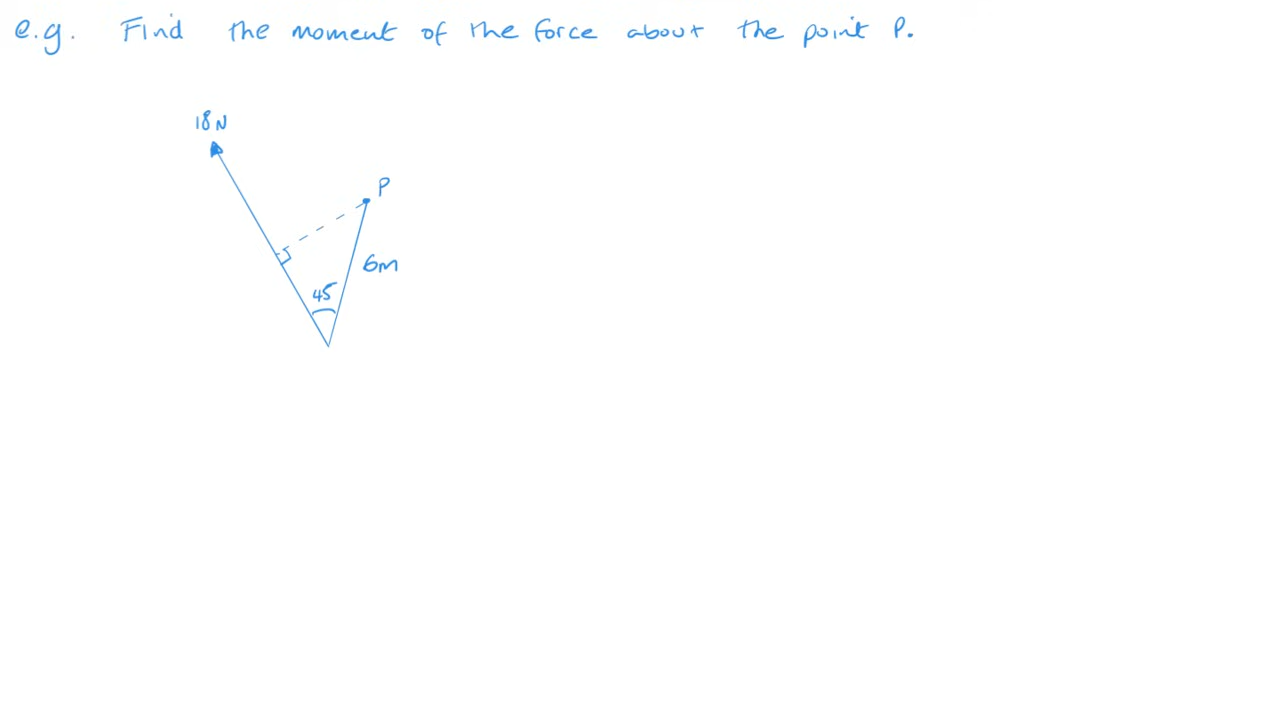 e.g. Find the moment of the force about the point P.
18N
P
6m
45